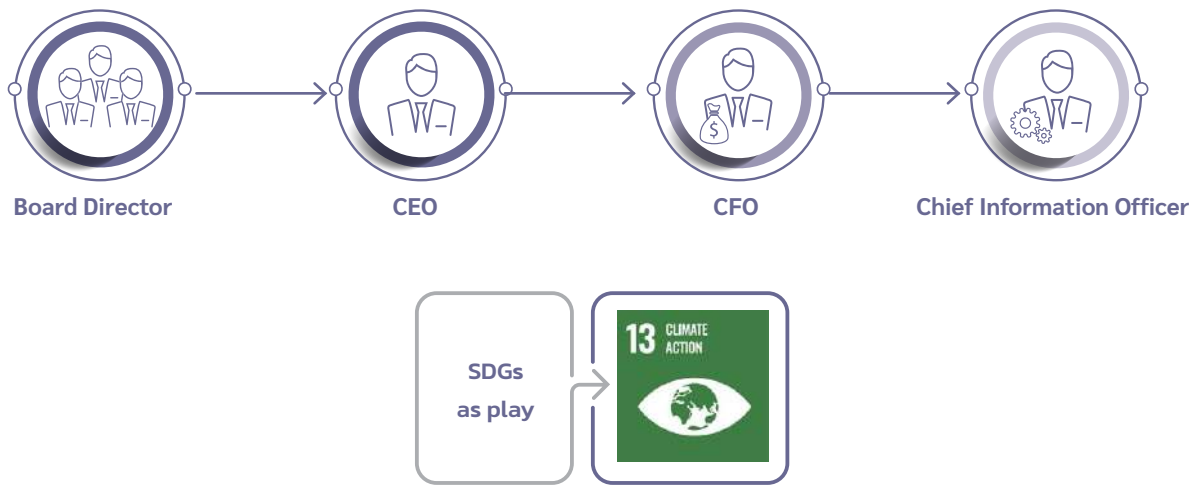 $
Board Director
CEO
CFO
Chief Information Officer
SDGs
as play
13 CLIMATE
ACTION